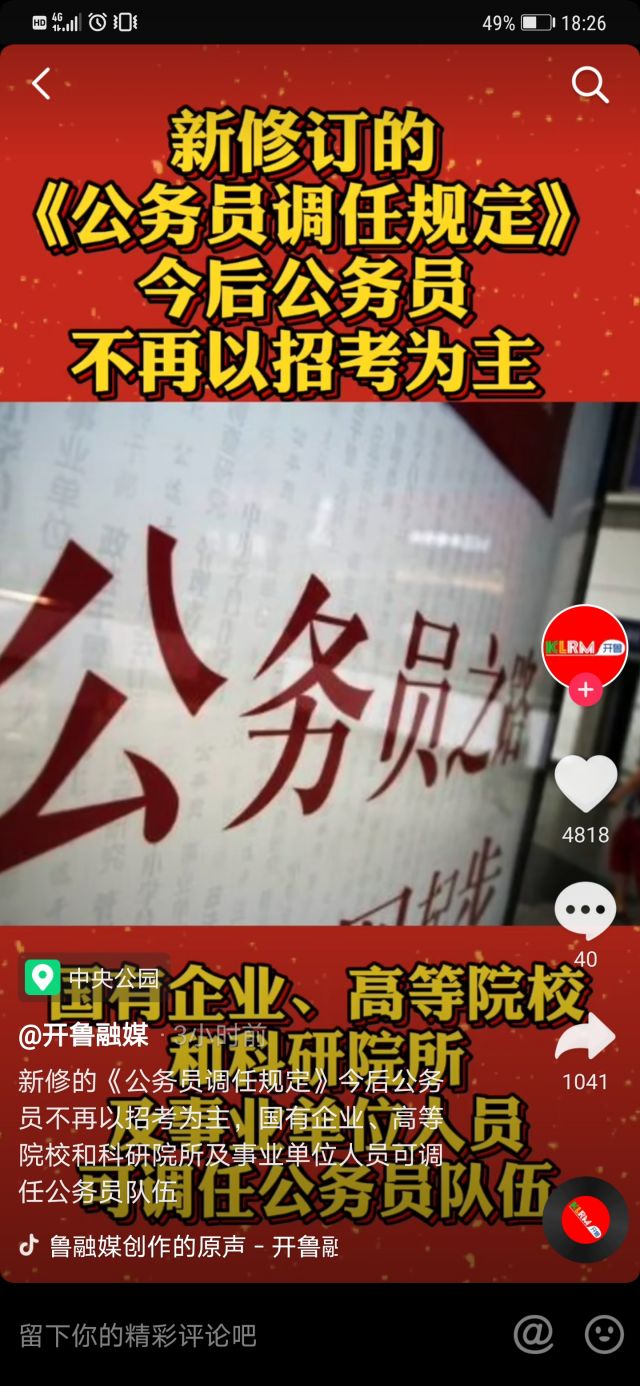 HD 4G 49% 18:26
新修订的
《公务员调任规定》
今后公务员
不再以招考为主
公务员之路
起步
KLRM 开鲁
4818
40
1041
中央公园
国有企业、高等院校
和科研院所
及事业单位人员
可调任公务员队伍
@开鲁融媒 · 3小时前
新修的《公务员调任规定》今后公务
员不再以招考为主，国有企业、高等
院校和科研院所及事业单位人员可调
任公务员队伍
鲁融媒创作的原声 - 开鲁融
KLRM
留下你的精彩评论吧